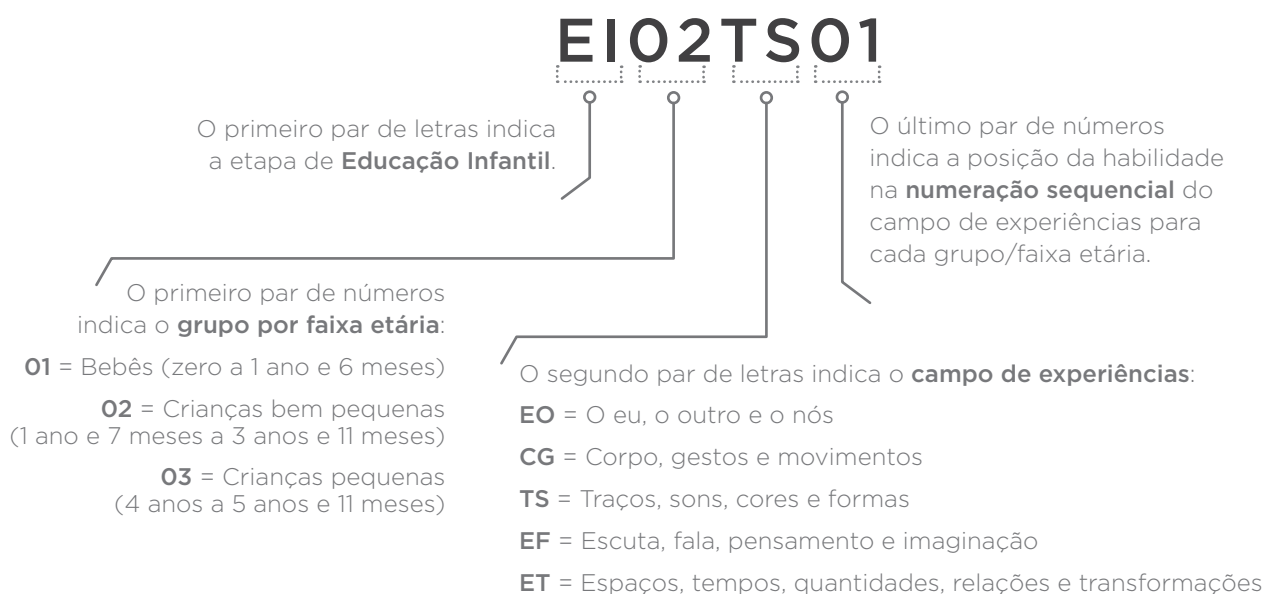 EI02TS01
O primeiro par de letras indica
a etapa de Educação Infantil.
O último par de números
indica a posição da habilidade
na numeração sequencial do
campo de experiências para
cada grupo/faixa etária.
O primeiro par de números
indica o grupo por faixa etária:
01 = Bebês (zero a 1 ano e 6 meses)
02 = Crianças bem pequenas
(1 ano e 7 meses a 3 anos e 11 meses)
03 = Crianças pequenas
(4 anos a 5 anos e 11 meses)
O segundo par de letras indica o campo de experiências:
EO = O eu, o outro e o nós
CG = Corpo, gestos e movimentos
TS = Traços, sons, cores e formas
EF = Escuta, fala, pensamento e imaginação
ET = Espaços, tempos, quantidades, relações e transformações